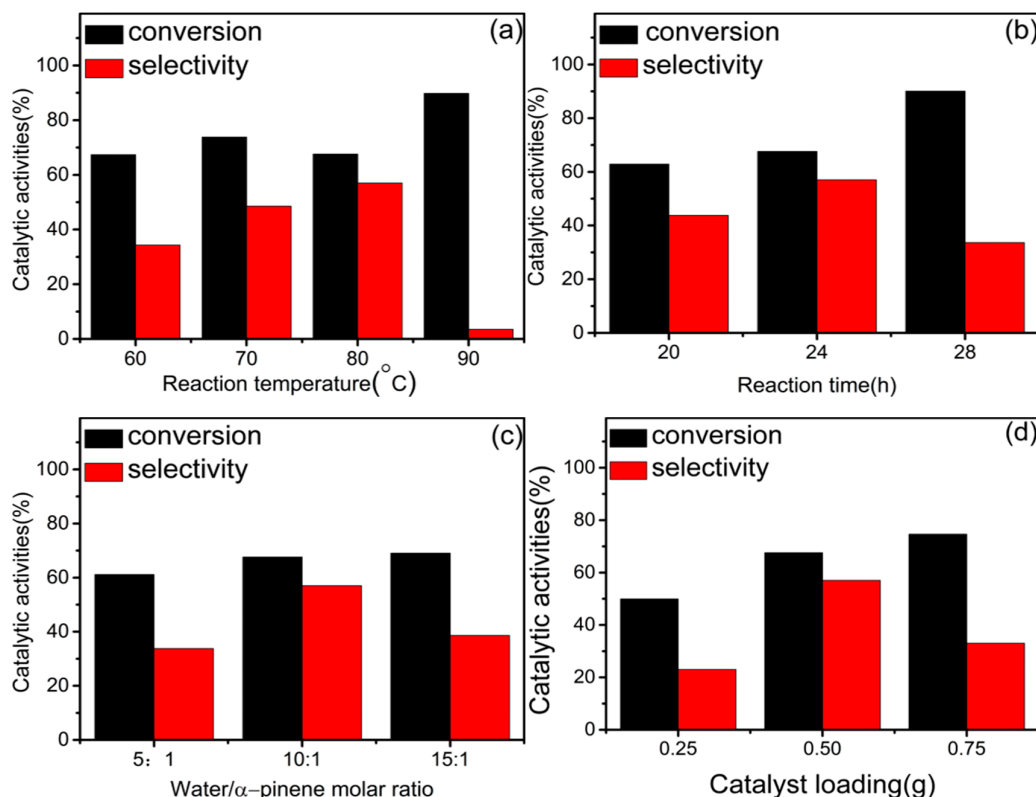 (a)
conversion
selectivity
Catalytic activities(%)
100
80
60
40
20
0
60 70 80 90
Reaction temperature(°C)
(b)
conversion
selectivity
Catalytic activities(%)
100
80
60
40
20
0
20 24 28
Reaction time(h)
(c)
conversion
selectivity
Catalytic activities(%)
100
80
60
40
20
0
5: 1 10:1 15:1
Water/α−pinene molar ratio
(d)
conversion
selectivity
Catalytic activities(%)
100
80
60
40
20
0
0.25 0.50 0.75
Catalyst loading(g)